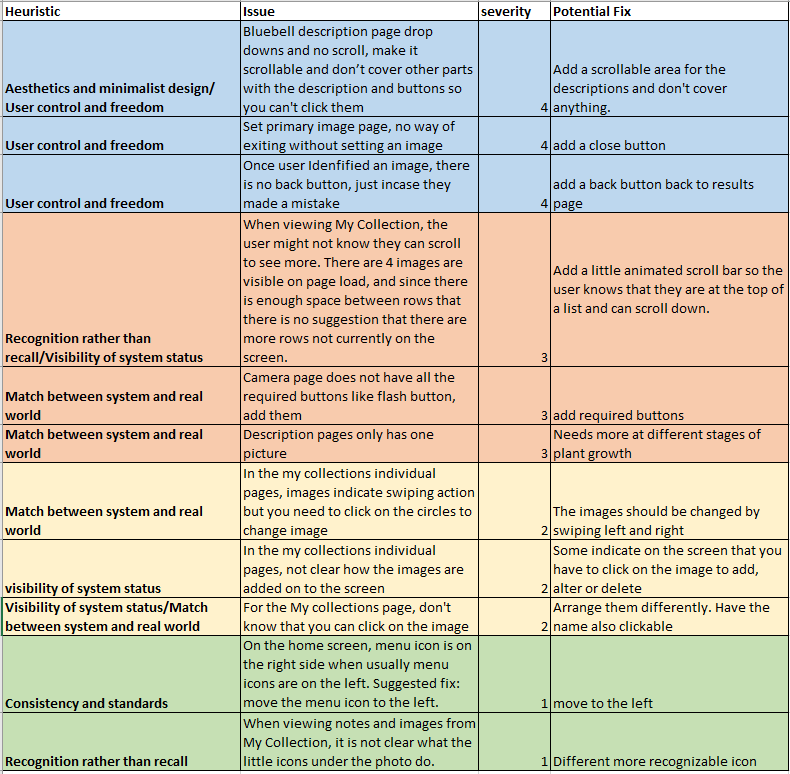 Heuristic Issue severity Potential Fix
Bluebell description page drop
downs and no scroll, make it
scrollable and don't cover other parts
Aesthetics and minimalist design/ with the description and buttons so Add a scrollable area for the
User control and freedom you can't click them 4 descriptions and don't cover
anything.
Set primary image page, no way of
User control and freedom exiting without setting an image 4 add a close button
Once user Idenfified an image, there
is no back button, just incase they add a back button back to results
User control and freedom made a mistake 4 page
When viewing My Collection, the
user might not know they can scroll
to see more. There are 4 images are
visible on page load, and since there
is enough space between rows that
there is no suggestion that there are
more rows not currently on the
screen.
Recognition rather than
recall/Visibility of system status 3
Add a little animated scroll bar so the
user knows that they are at the top of
a list and can scroll down.
Camera page does not have all the
Match between system and real required buttons like flash button,
world add them 3 add required buttons
Match between system and real Description pages only has one Needs more at different stages of
world picture 3 plant growth
In the my collections individual
pages, images indicate swiping action
Match between system and real but you need to click on the circles to The images should be changed by
world change image 2 swiping left and right
In the my collections individual Some indicate on the screen that you
pages, not clear how the images are have to click on the image to add,
visibility of system status added on to the screen 2 alter or delete
Visibility of system status/Match For the My collections page, don't Arrange them differently. Have the
between system and real world know that you can click on the image 2 name also clickable
On the home screen, menu icon is on
the right side when usually menu
icons are on the left. Suggested fix:
Consistency and standards move the menu icon to the left. 1 move to the left
When viewing notes and images from
My Collection, it is not clear what the
Recognition rather than recall little icons under the photo do. 1 Different more recognizable icon